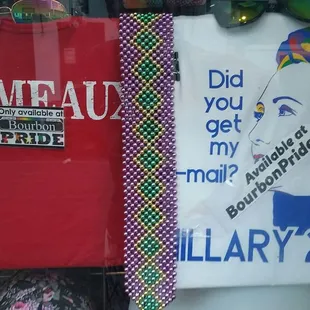 MEAUX
Only available at
Bourbon
PRIDE
Did
you
get
my
-mail?
Available at
BourbonPride
HILLARY 2